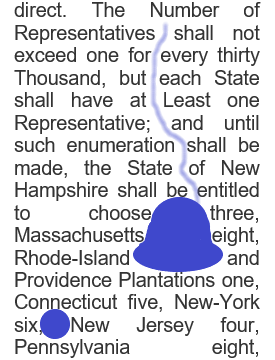 direct. The Number of
Representatives shall not
exceed one for every thirty
Thousand, but each State
shall have at Least one
Representative; and until
such enumeration shall be
made, the State of New
Hampshire shall be entitled
to choose three,
Massachusetts eight,
Rhode-Island and
Providence Plantations one,
Connecticut five, New-York
six, New Jersey four,
Pennsylvania eight,